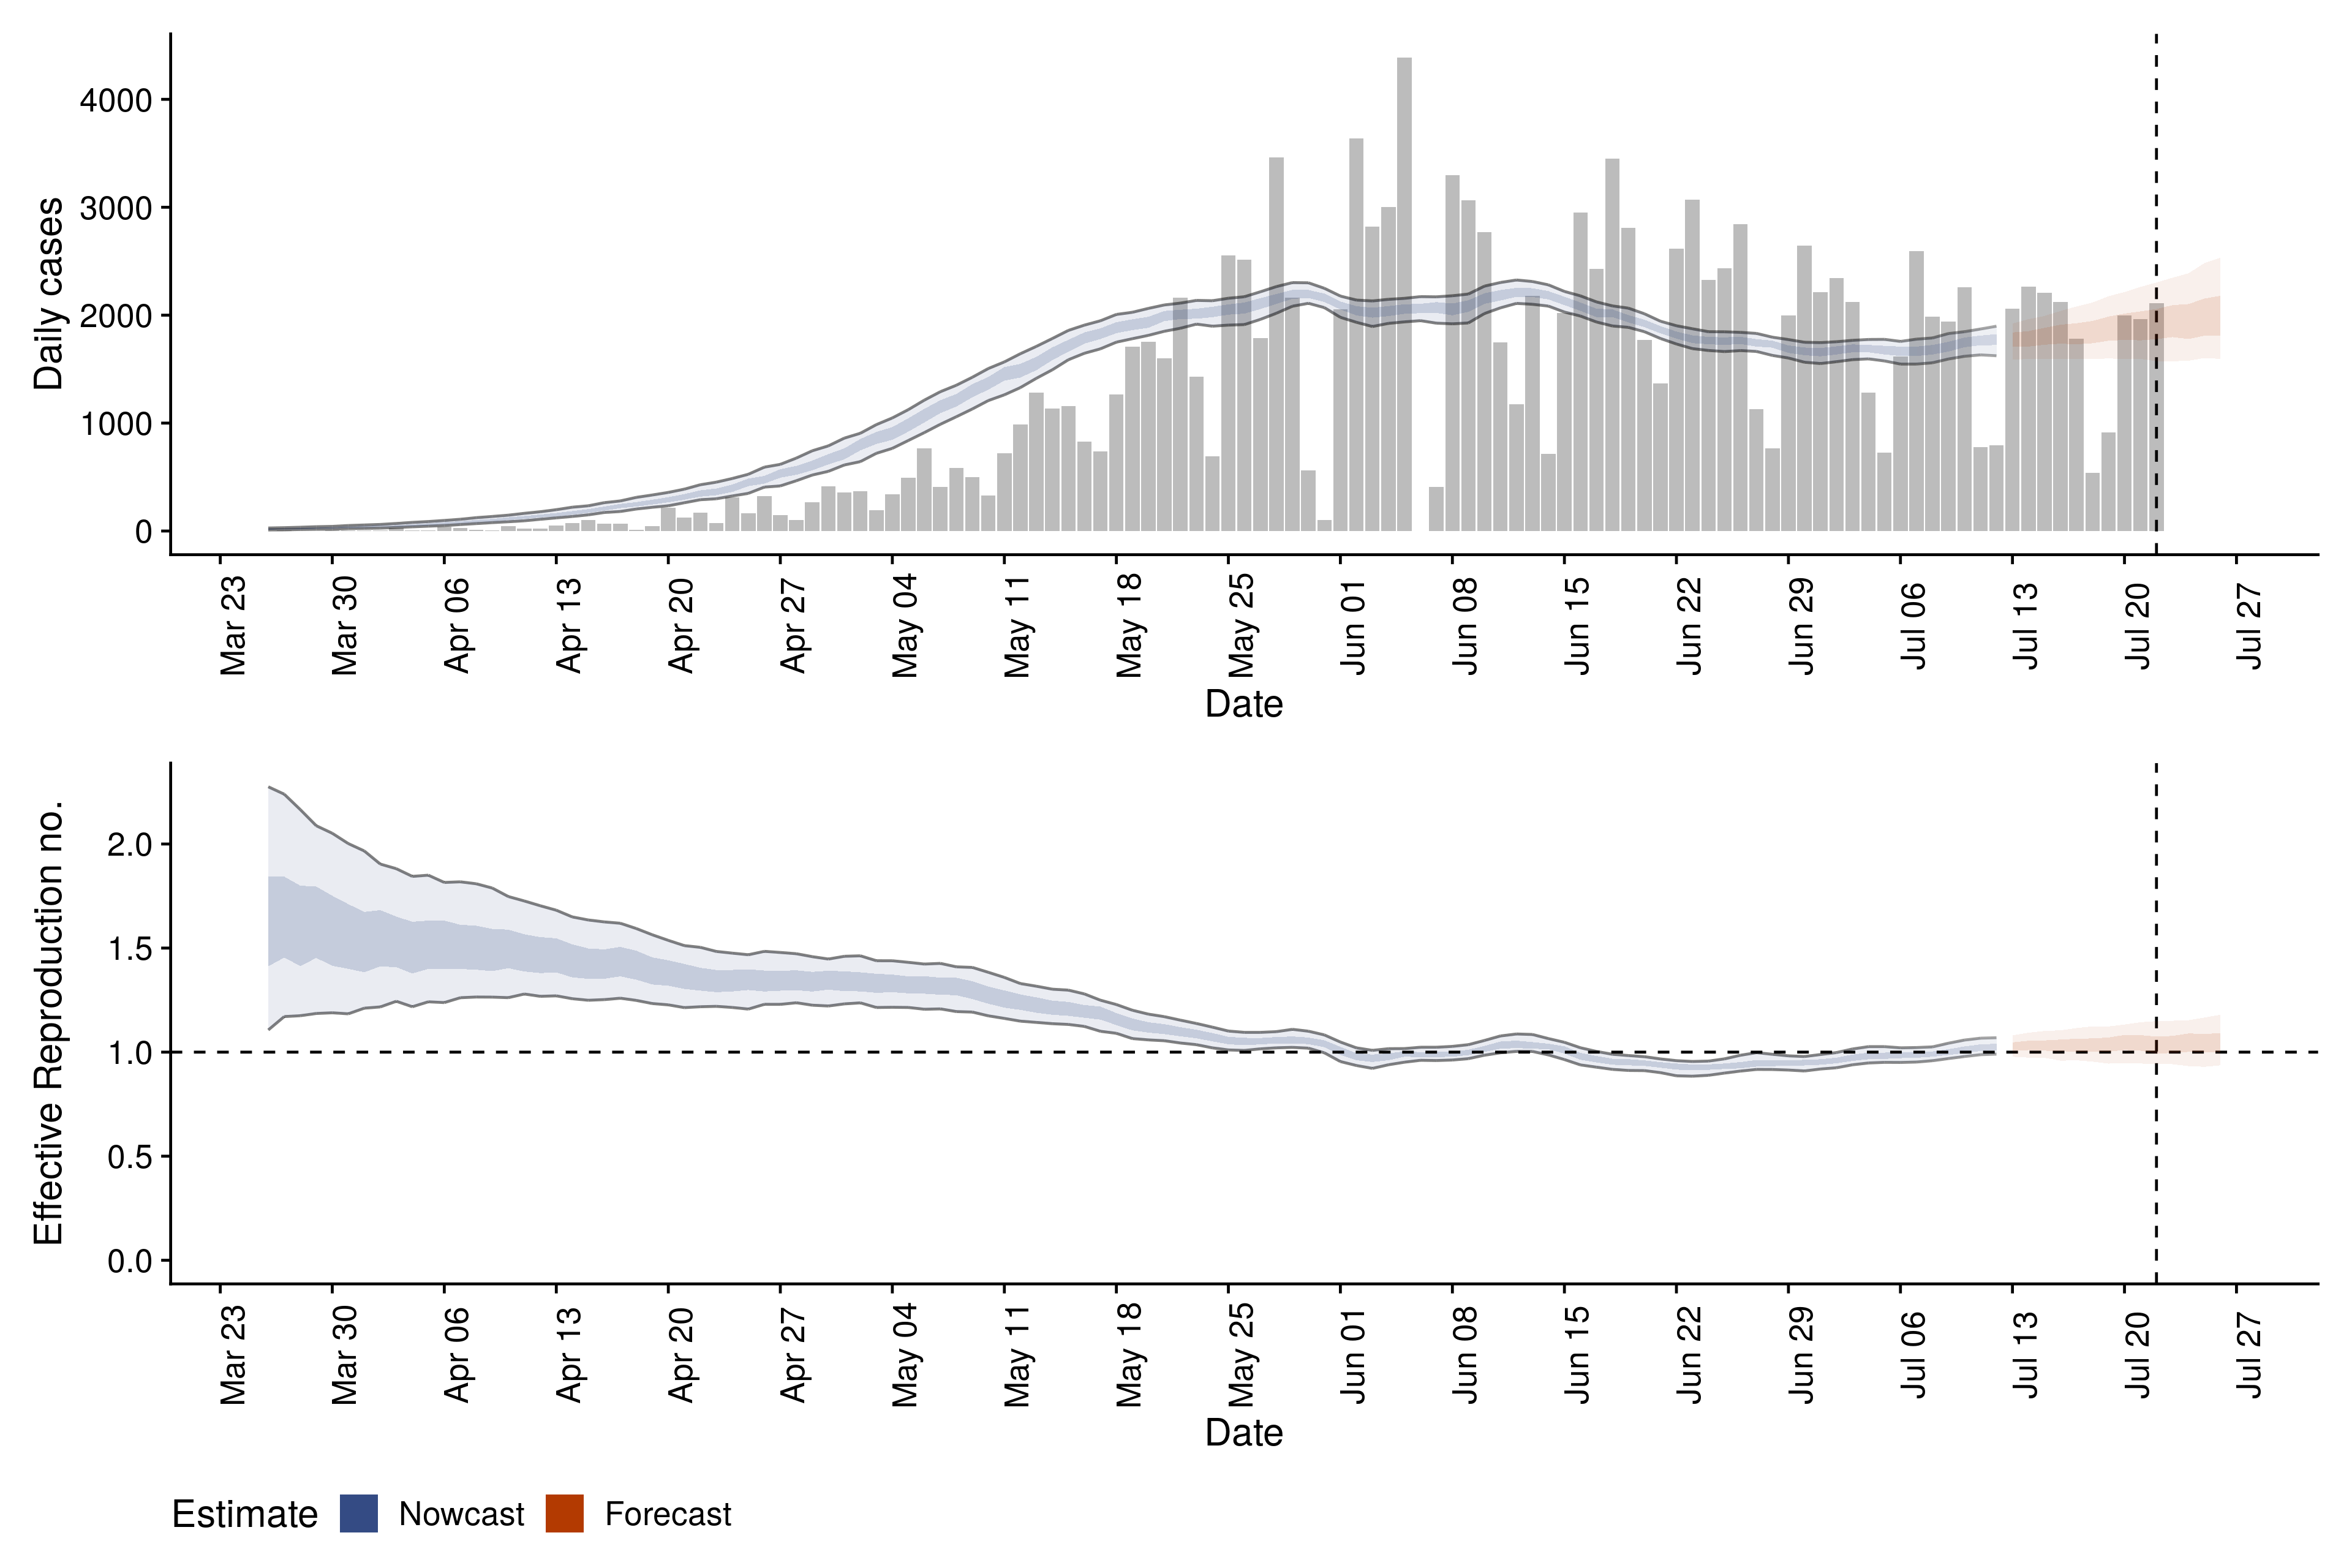 Daily cases
4000
3000
2000
1000
0
Mar 23
Mar 30
Apr 06
Apr 13
Apr 20
Apr 27
May 04
May 11
May 18
May 25
Jun 01
Jun 08
Jun 15
Jun 22
Jun 29
Jul 06
Jul 13
Jul 20
Jul 27
Date
Effective Reproduction no.
2.0
1.5
1.0
0.5
0.0
Mar 23
Mar 30
Apr 06
Apr 13
Apr 20
Apr 27
May 04
May 11
May 18
May 25
Jun 01
Jun 08
Jun 15
Jun 22
Jun 29
Jul 06
Jul 13
Jul 20
Jul 27
Date
Estimate Nowcast Forecast